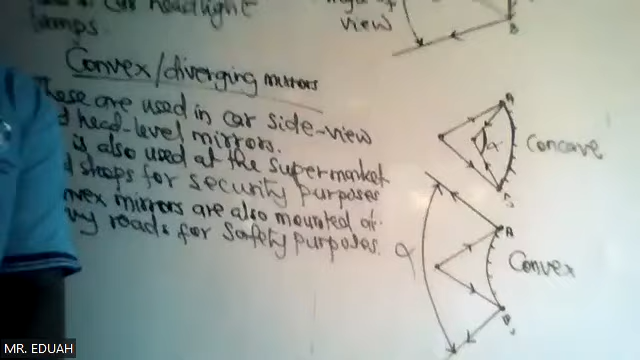 car headlight
lamps.
view
B
Convex/diverging mirrors
These are used in car side-view
head-level mirrors.
is also used at the supermarket
shops for security purposes
mirrors are also mounted at
roads for safety purposes.
A
α
Concave
α
A
Convex
B
MR. EDUAH